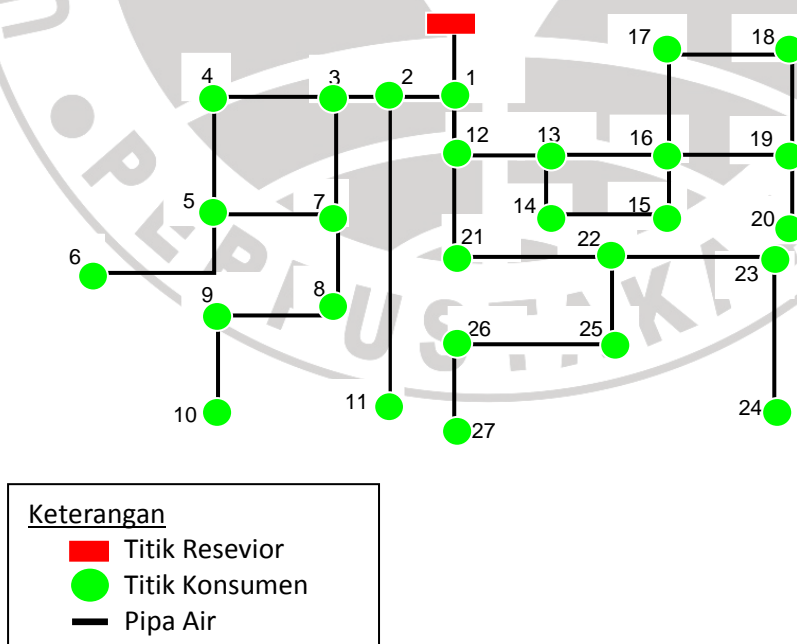 17 18
4 3 2 1
12 13 16 19
5 7 14 15 20
6 21 22 23
9 8 26 25
10 11 27 24
PERPUSTAKA
Keterangan
Titik Resevior
Titik Konsumen
Pipa Air